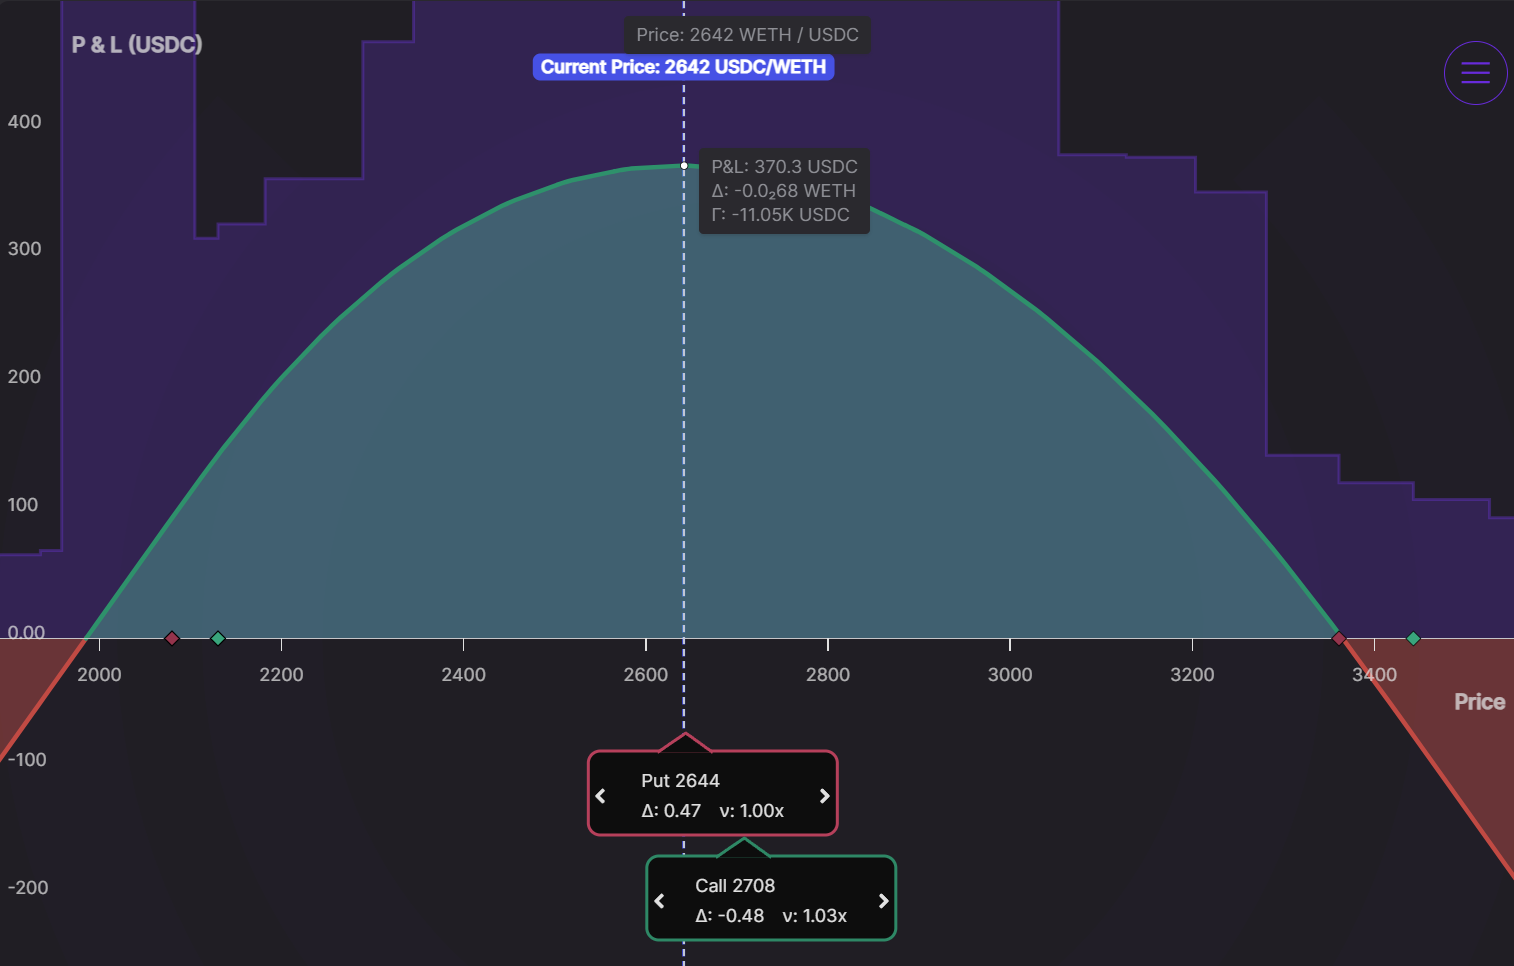 P & L (USDC)
Price: 2642 WETH / USDC
Current Price: 2642 USDC/WETH
400
P&L: 370.3 USDC
Δ: -0.0₂68 WETH
Γ: -11.05K USDC
300
200
100
0.00
2000 2200 2400 2600 2800 3000 3200 3400
Price
-100
Put 2644
Δ: 0.47 ν: 1.00x
-200
Call 2708
Δ: -0.48 ν: 1.03x